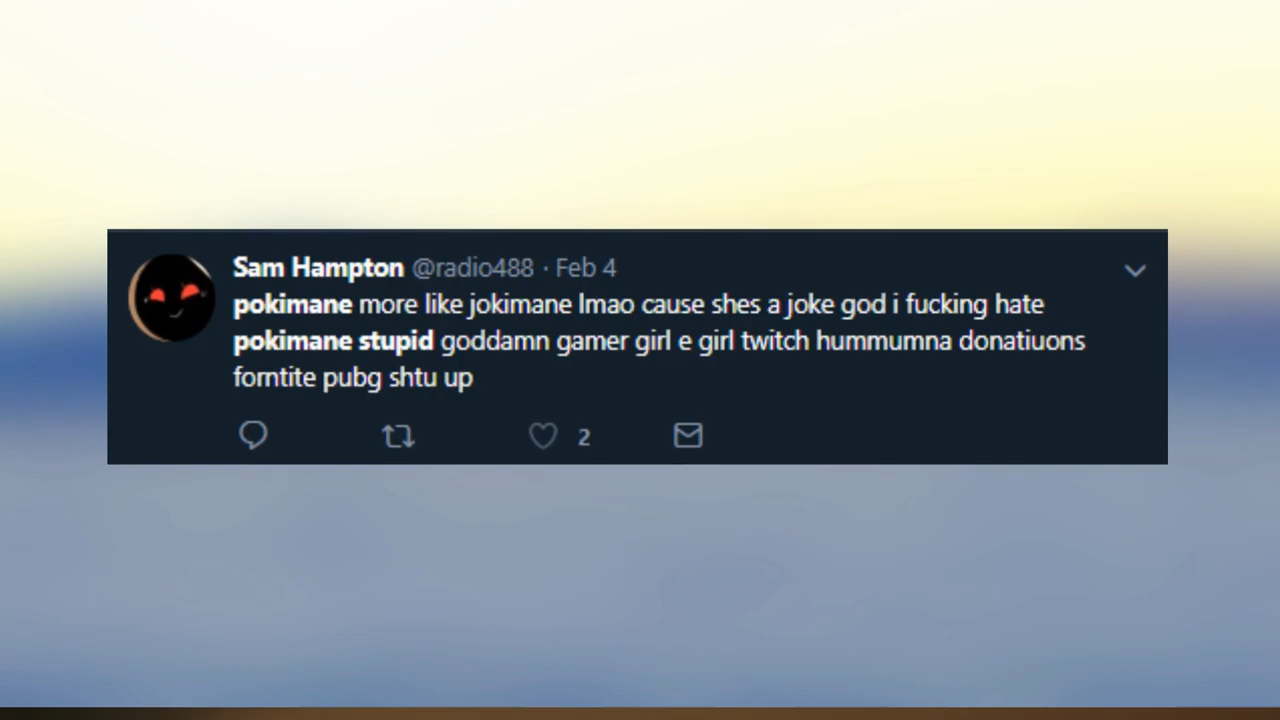 Sam Hampton @radio488 · Feb 4
pokimane more like jokimane lmao cause shes a joke god i fucking hate
pokimane stupid goddamn gamer girl e girl twitch hummumna donatiuons
forntite pubg shtu up
2